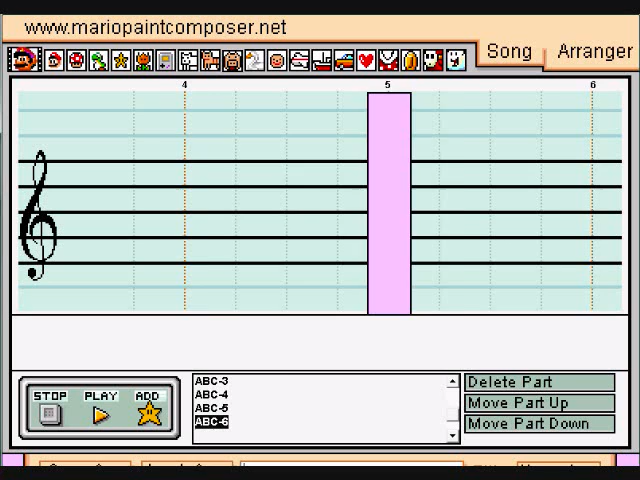 www.mariopaintcomposer.net
Song Arranger
4 5 6
STOP PLAY ADD
ABC-3
ABC-4
ABC-5
ABC-6
Delete Part
Move Part Up
Move Part Down